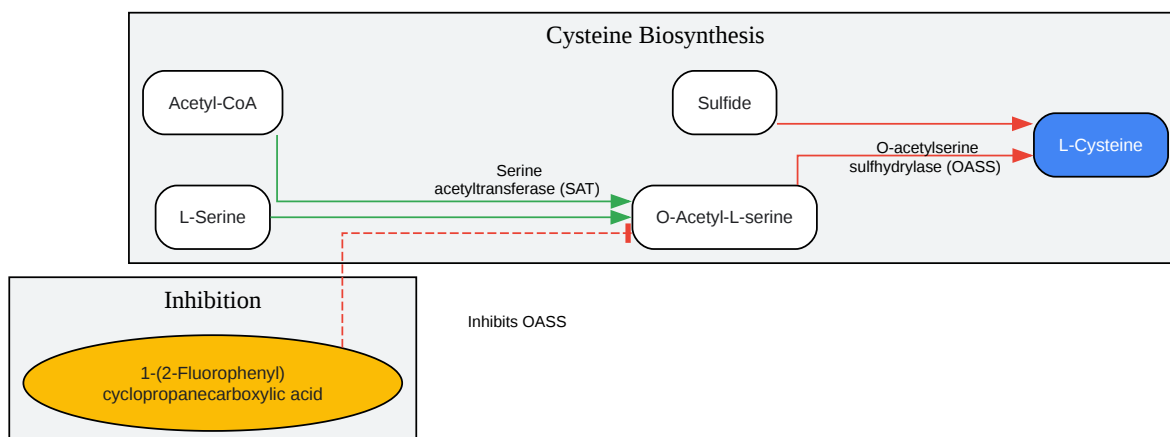 Cysteine Biosynthesis
Acetyl-CoA
Sulfide
L-Cysteine
O-acetylserine
sulfhydrylase (OASS)
Serine
acetyltransferase (SAT)
L-Serine
O-Acetyl-L-serine
Inhibition
Inhibits OASS
1-(2-Fluorophenyl)
cyclopropanecarboxylic acid